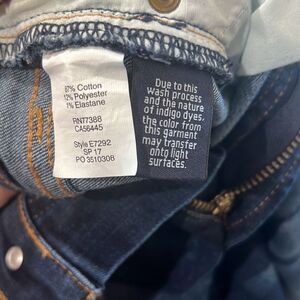 87% Cotton
12% Polyester
1% Elastane
RN77388
CA56445
Style E7292
SP 17
PO 3510308
Due to this
wash process
and the nature
of indigo dyes,
the color from
this garment
may transfer
onto light
surfaces.